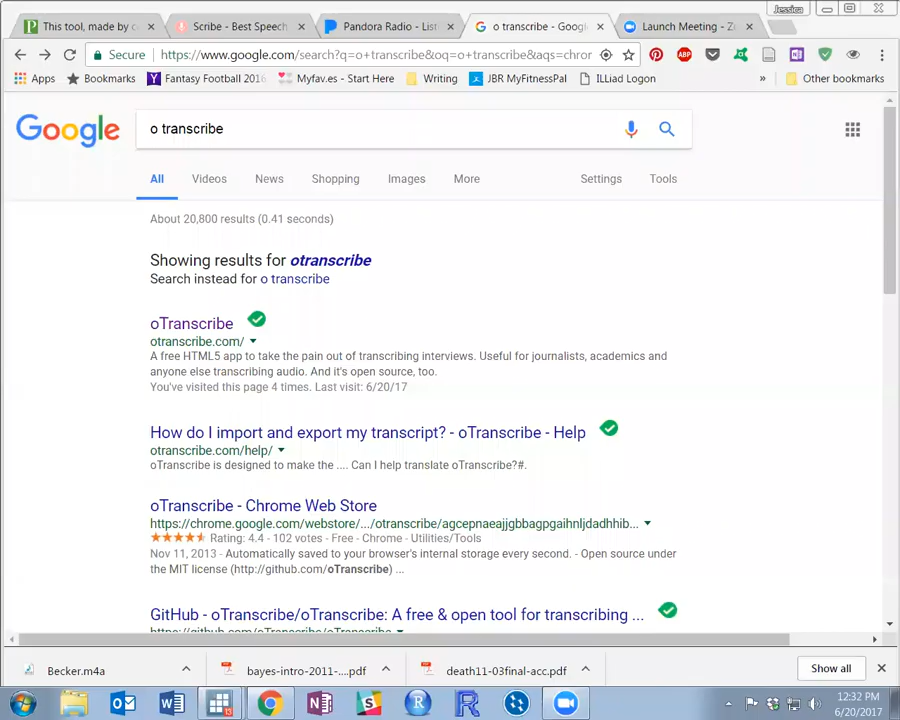 Jessica
This tool, made by c
Scribe - Best Speech
Pandora Radio - List
o transcribe - Goog
Launch Meeting - Z
Secure
https://www.google.com/search?q=o+transcribe&oq=o+transcribe&aqs=chrom
ABP
Apps
Bookmarks
Fantasy Football 2016
Myfav.es - Start Here
Writing
JBR MyFitnessPal
ILLiad Logon
»
Other bookmarks
Google
o transcribe
All
Videos
News
Shopping
Images
More
Settings
Tools
About 20,800 results (0.41 seconds)
Showing results for otranscribe
Search instead for o transcribe
oTranscribe
otranscribe.com/
A free HTML5 app to take the pain out of transcribing interviews. Useful for journalists, academics and
anyone else transcribing audio. And it's open source, too.
You've visited this page 4 times. Last visit: 6/20/17
How do I import and export my transcript? - oTranscribe - Help
otranscribe.com/help/
oTranscribe is designed to make the .... Can I help translate oTranscribe?#.
oTranscribe - Chrome Web Store
https://chrome.google.com/webstore/.../otranscribe/agcepnaeajjgbbagpgaihnljdadhhib...
Rating: 4.4 - 102 votes - Free - Chrome - Utilities/Tools
Nov 11, 2013 - Automatically saved to your browser's internal storage every second. - Open source under
the MIT license (http://github.com/oTranscribe) ...
GitHub - oTranscribe/oTranscribe: A free & open tool for transcribing ...
https://github.com/oTranscribe/oTranscribe
Becker.m4a
bayes-intro-2011-....pdf
death11-03final-acc.pdf
Show all
12:32 PM
6/20/2017